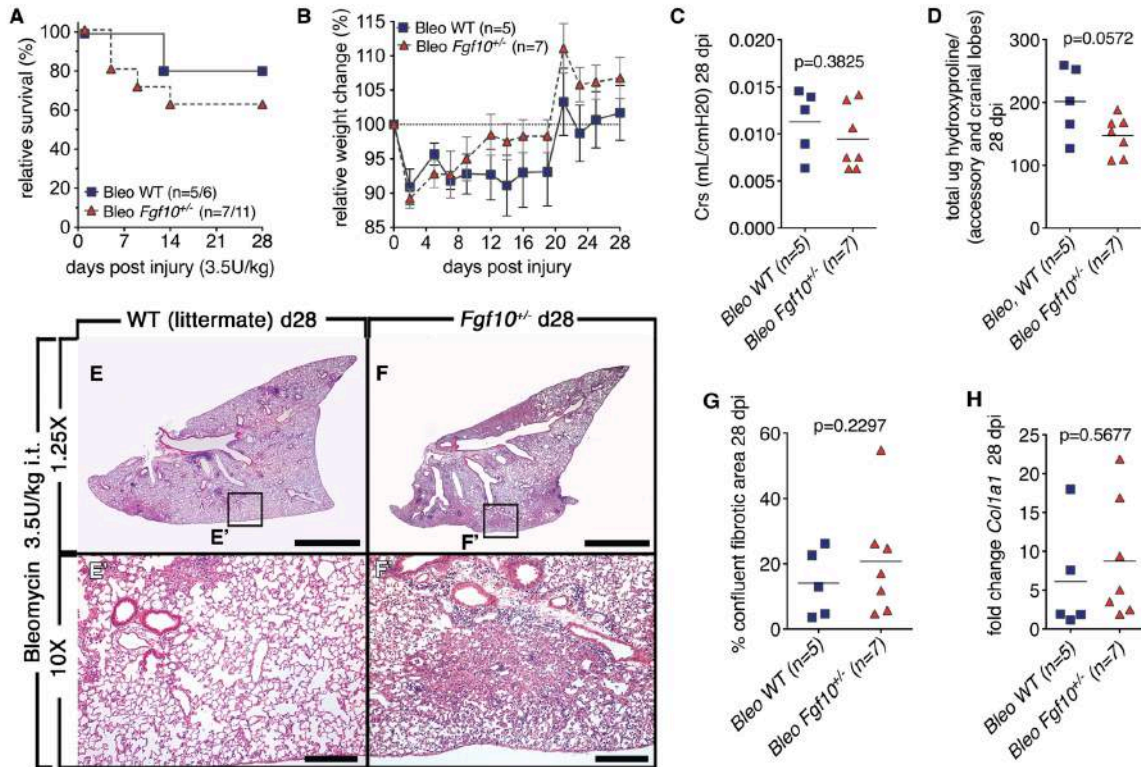 A
relative survival (%)
100
80
60
40
20
0
Bleo WT (n=5/6)
Bleo Fgf10+/- (n=7/11)
0 7 14 21 28
days post injury (3.5U/kg)
B
relative weight change (%)
115
110
105
100
95
90
85
Bleo WT (n=5)
Bleo Fgf10+/- (n=7)
0 4 8 12 16 20 24 28
days post injury
C
Crs (mL/cmH20) 28 dpi
0.020
0.015
0.010
0.005
0.000
p=0.3825
Bleo WT (n=5)
Bleo Fgf10+/- (n=7)
D
total ug hydroxyproline/
(accessory and cranial lobes)
28 dpi
300
200
100
0
p=0.0572
Bleo, WT (n=5)
Bleo Fgf10+/- (n=7)
WT (littermate) d28
Fgf10+/- d28
Bleomycin 3.5U/kg i.t.
1.25X
10X
E
E'
F
F'
E'
F'
G
% confluent fibrotic area 28 dpi
60
40
20
0
p=0.2297
Bleo WT (n=5)
Bleo Fgf10+/- (n=7)
H
fold change Col1a1 28 dpi
25
20
15
10
5
0
p=0.5677
Bleo WT (n=5)
Bleo Fgf10+/- (n=7)